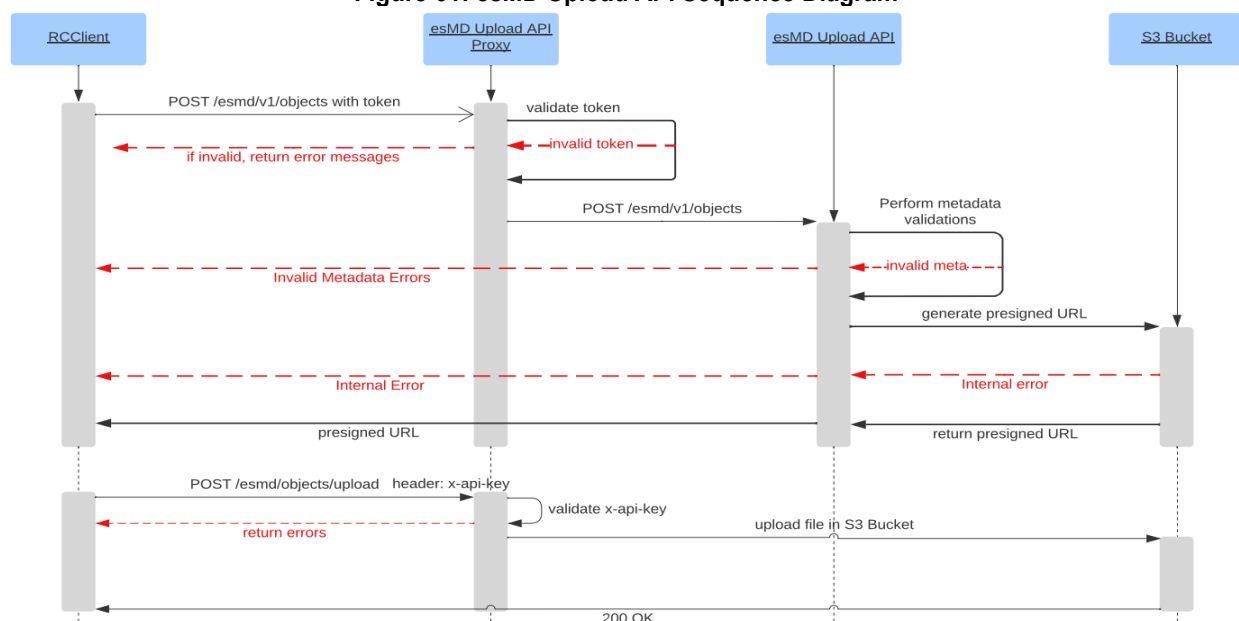 RCClient
esMD Upload API
Proxy
esMD Upload API
S3 Bucket
POST /esmd/v1/objects with token
validate token
invalid token
if invalid, return error messages
POST /esmd/v1/objects
Perform metadata
validations
Invalid Metadata Errors
invalid meta
generate presigned URL
Internal Error
Internal error
presigned URL
return presigned URL
POST /esmd/objects/upload header: x-api-key
validate x-api-key
return errors
upload file in S3 Bucket
200 OK